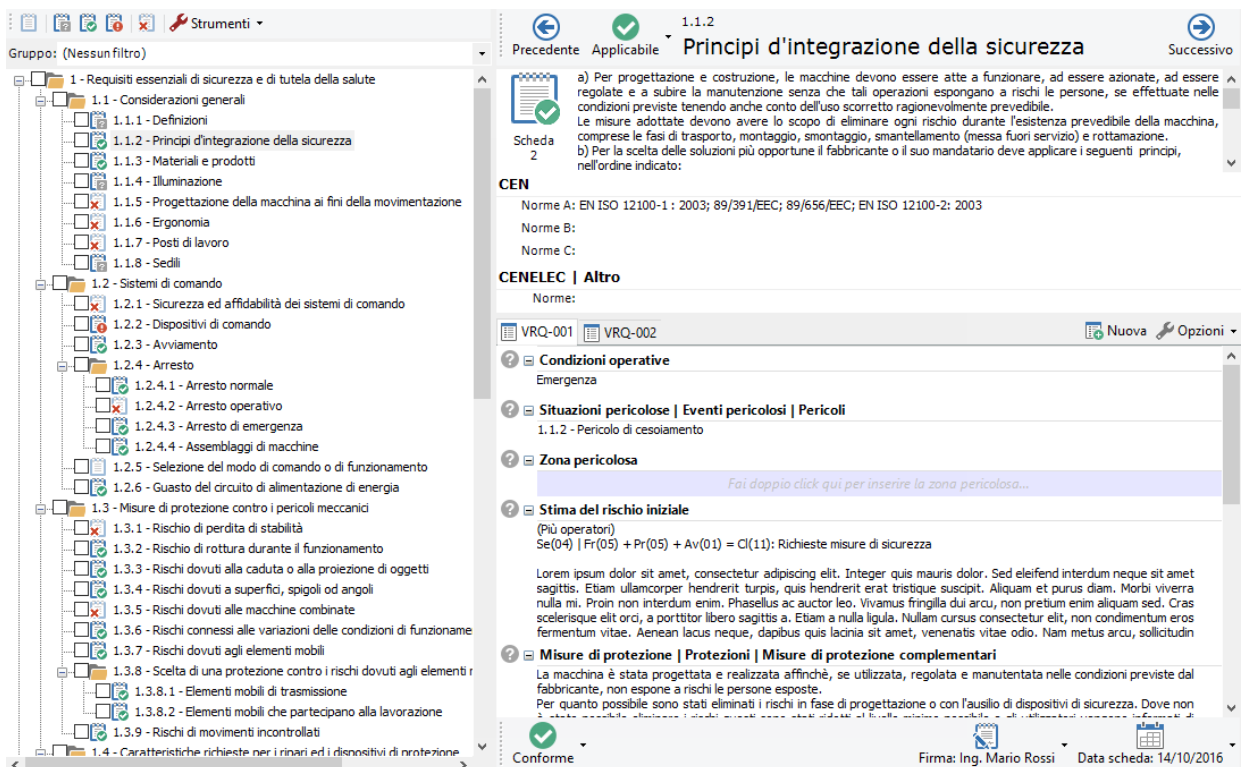 Strumenti
Gruppo: (Nessun filtro)
1 - Requisiti essenziali di sicurezza e di tutela della salute
1.1 - Considerazioni generali
1.1.1 - Definizioni
1.1.2 - Principi d'integrazione della sicurezza
1.1.3 - Materiali e prodotti
1.1.4 - Illuminazione
1.1.5 - Progettazione della macchina ai fini della movimentazione
1.1.6 - Ergonomia
1.1.7 - Posti di lavoro
1.1.8 - Sedili
1.2 - Sistemi di comando
1.2.1 - Sicurezza ed affidabilità dei sistemi di comando
1.2.2 - Dispositivi di comando
1.2.3 - Avviamento
1.2.4 - Arresto
1.2.4.1 - Arresto normale
1.2.4.2 - Arresto operativo
1.2.4.3 - Arresto di emergenza
1.2.4.4 - Assemblaggi di macchine
1.2.5 - Selezione del modo di comando o di funzionamento
1.2.6 - Guasto del circuito di alimentazione di energia
1.3 - Misure di protezione contro i pericoli meccanici
1.3.1 - Rischio di perdita di stabilità
1.3.2 - Rischio di rottura durante il funzionamento
1.3.3 - Rischi dovuti alla caduta o alla proiezione di oggetti
1.3.4 - Rischi dovuti a superfici, spigoli od angoli
1.3.5 - Rischi dovuti alle macchine combinate
1.3.6 - Rischi connessi alle variazioni delle condizioni di funzioname
1.3.7 - Rischi dovuti agli elementi mobili
1.3.8 - Scelta di una protezione contro i rischi dovuti agli elementi r
1.3.8.1 - Elementi mobili di trasmissione
1.3.8.2 - Elementi mobili che partecipano alla lavorazione
1.3.9 - Rischi di movimenti incontrollati
1.4 - Caratteristiche richieste per i ripari ed i dispositivi di protezione
Precedente
Applicabile
1.1.2
Principi d'integrazione della sicurezza
Successivo
Scheda
2
a) Per progettazione e costruzione, le macchine devono essere atte a funzionare, ad essere azionate, ad essere
regolate e a subire la manutenzione senza che tali operazioni espongano a rischi le persone, se effettuate nelle
condizioni previste tenendo anche conto dell'uso scorretto ragionevolmente prevedibile.
Le misure adottate devono avere lo scopo di eliminare ogni rischio durante l'esistenza prevedibile della macchina,
comprese le fasi di trasporto, montaggio, smontaggio, smantellamento (messa fuori servizio) e rottamazione.
b) Per la scelta delle soluzioni più opportune il fabbricante o il suo mandatario deve applicare i seguenti principi,
nell'ordine indicato:
CEN
Norme A: EN ISO 12100-1 : 2003; 89/391/EEC; 89/656/EEC; EN ISO 12100-2: 2003
Norme B:
Norme C:
CENELEC | Altro
Norme:
VRQ-001
VRQ-002
Nuova
Opzioni
Condizioni operative
Emergenza
Situazioni pericolose | Eventi pericolosi | Pericoli
1.1.2 - Pericolo di cesoiamento
Zona pericolosa
Fai doppio click qui per inserire la zona pericolosa...
Stima del rischio iniziale
(Più operatori)
Se(04) | Fr(05) + Pr(05) + Av(01) = Cl(11): Richieste misure di sicurezza
Lorem ipsum dolor sit amet, consectetur adipiscing elit. Integer quis mauris dolor. Sed eleifend interdum neque sit amet
sagittis. Etiam ullamcorper hendrerit turpis, quis hendrerit erat tristique suscipit. Aliquam et purus diam. Morbi viverra
nulla mi. Proin non interdum enim. Phasellus ac auctor leo. Vivamus fringilla dui arcu, non pretium enim aliquam sed. Cras
scelerisque elit orci, a porttitor libero sagittis a. Etiam a nulla ligula. Nullam cursus consectetur elit, non condimentum eros
fermentum vitae. Aenean lacus neque, dapibus quis lacinia sit amet, venenatis vitae odio. Nam metus arcu, sollicitudin
Misure di protezione | Protezioni | Misure di protezione complementari
La macchina è stata progettata e realizzata affinchè, se utilizzata, regolata e manutentata nelle condizioni previste dal
fabbricante, non espone a rischi le persone esposte.
Per quanto possibile sono stati eliminati i rischi in fase di progettazione o con l'ausilio di dispositivi di sicurezza. Dove non
è stato possibile eliminare i rischi questi sono stati ridotti al livello minimo possibile e gli utilizzatori vengono informati di
Conforme
Firma: Ing. Mario Rossi
Data scheda: 14/10/2016